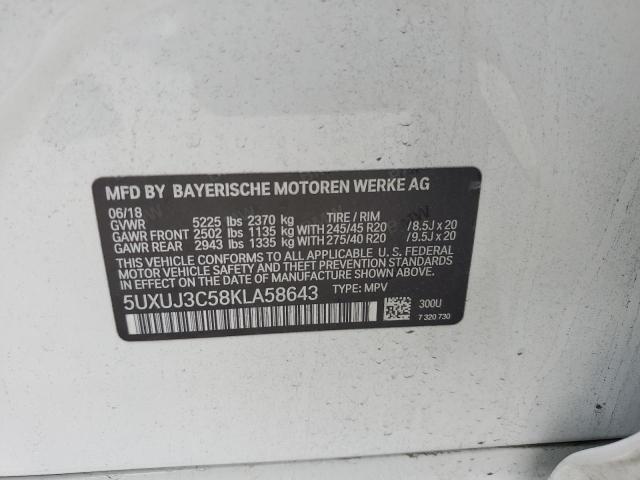 MFD BY BAYERISCHE MOTOREN WERKE AG
06/18 TIRE / RIM
GVWR 5225 lbs 2370 kg
GAWR FRONT 2502 lbs 1135 kg WITH 245/45 R20 / 8.5J x 20
GAWR REAR 2943 lbs 1335 kg WITH 275/40 R20 / 9.5J x 20
THIS VEHICLE CONFORMS TO ALL APPLICABLE U. S. FEDERAL
MOTOR VEHICLE SAFETY STANDARDS IN EFFECT ON THE
DATE OF MANUFACTURE SHOWN ABOVE.
5UXUJ3C58KLA58643 TYPE: MPV
300U
7 320 730